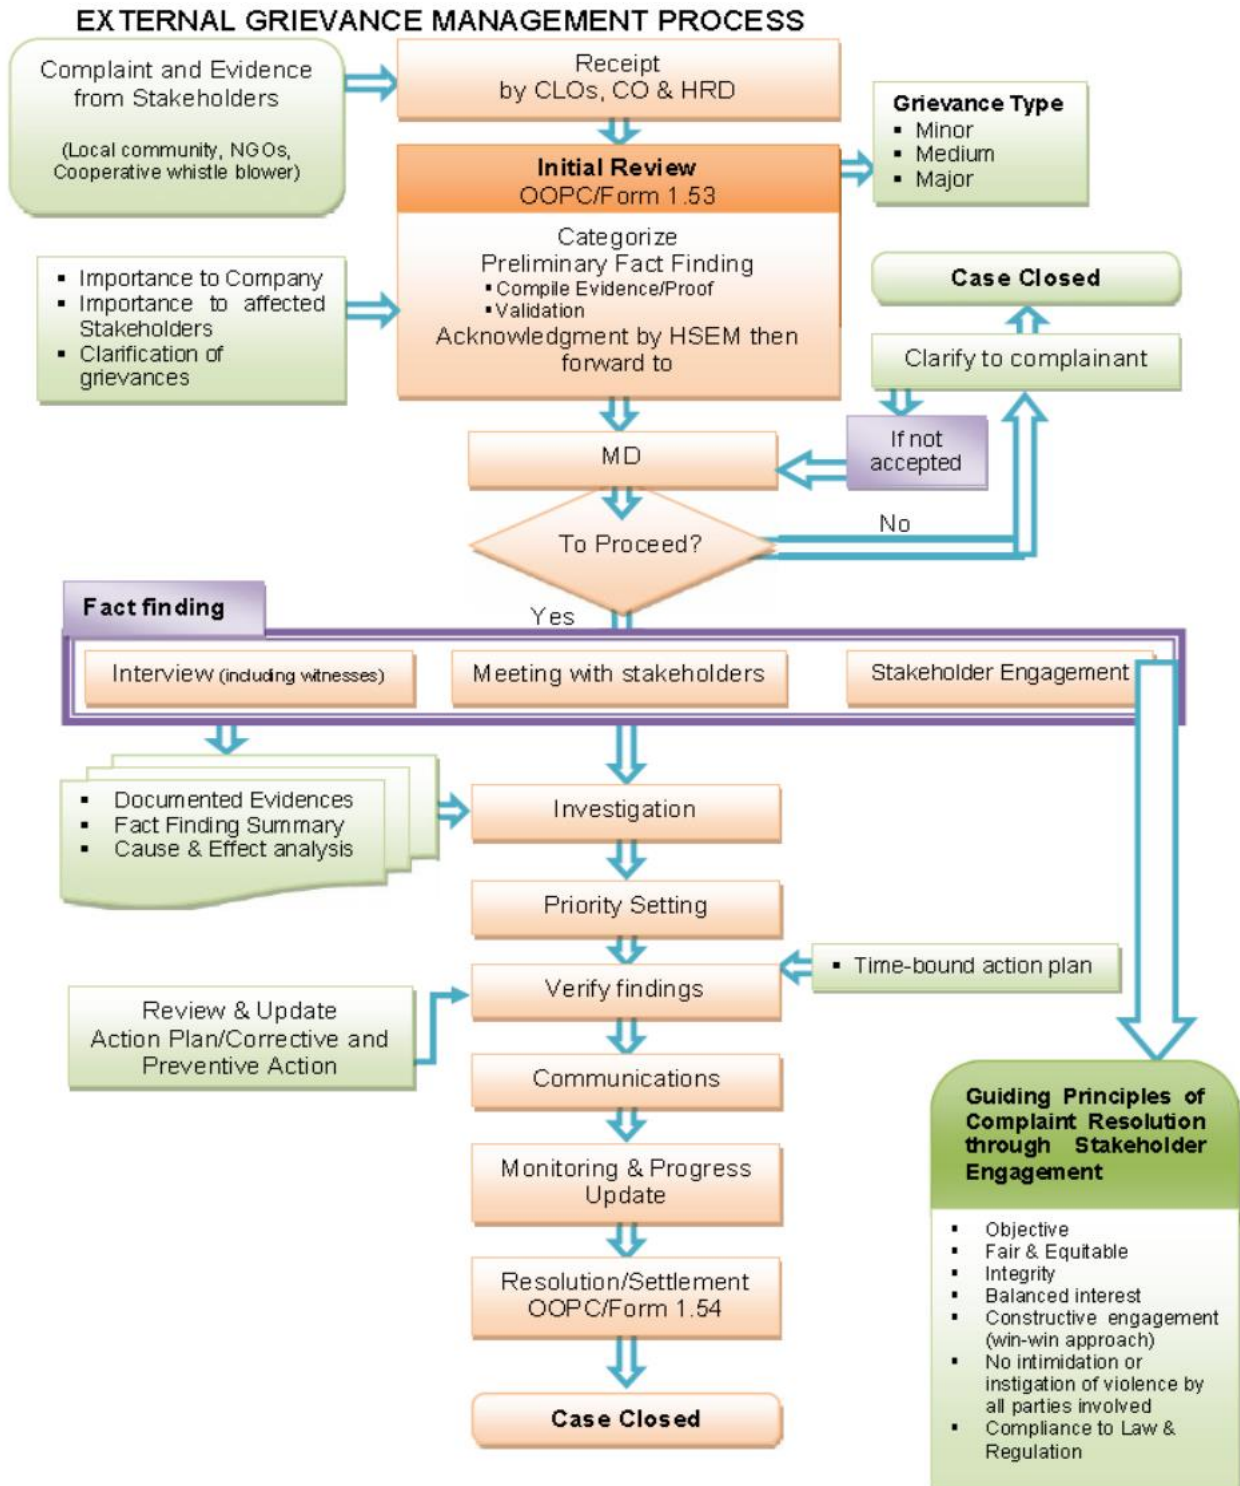 EXTERNAL GRIEVANCE MANAGEMENT PROCESS
Complaint and Evidence
from Stakeholders
(Local community, NGOs,
Cooperative whistle blower)
Receipt
by CLOs, CO & HRD
Grievance Type
▪ Minor
▪ Medium
▪ Major
Initial Review
OOPC/Form 1.53
Categorize
Preliminary Fact Finding
▪ Compile Evidence/Proof
▪ Validation
Acknowledgment by HSEM then
forward to
▪ Importance to Company
▪ Importance to affected
Stakeholders
▪ Clarification of
grievances
Case Closed
Clarify to complainant
If not
accepted
MD
To Proceed?
No
Yes
Fact finding
Interview (including witnesses)
Meeting with stakeholders
Stakeholder Engagement
▪ Documented Evidences
▪ Fact Finding Summary
▪ Cause & Effect analysis
Investigation
Priority Setting
▪ Time-bound action plan
Verify findings
Review & Update
Action Plan/Corrective and
Preventive Action
Communications
Monitoring & Progress
Update
Resolution/Settlement
OOPC/Form 1.54
Case Closed
Guiding Principles of
Complaint Resolution
through Stakeholder
Engagement
▪ Objective
▪ Fair & Equitable
▪ Integrity
▪ Balanced interest
▪ Constructive engagement
(win-win approach)
▪ No intimidation or
instigation of violence by
all parties involved
▪ Compliance to Law &
Regulation